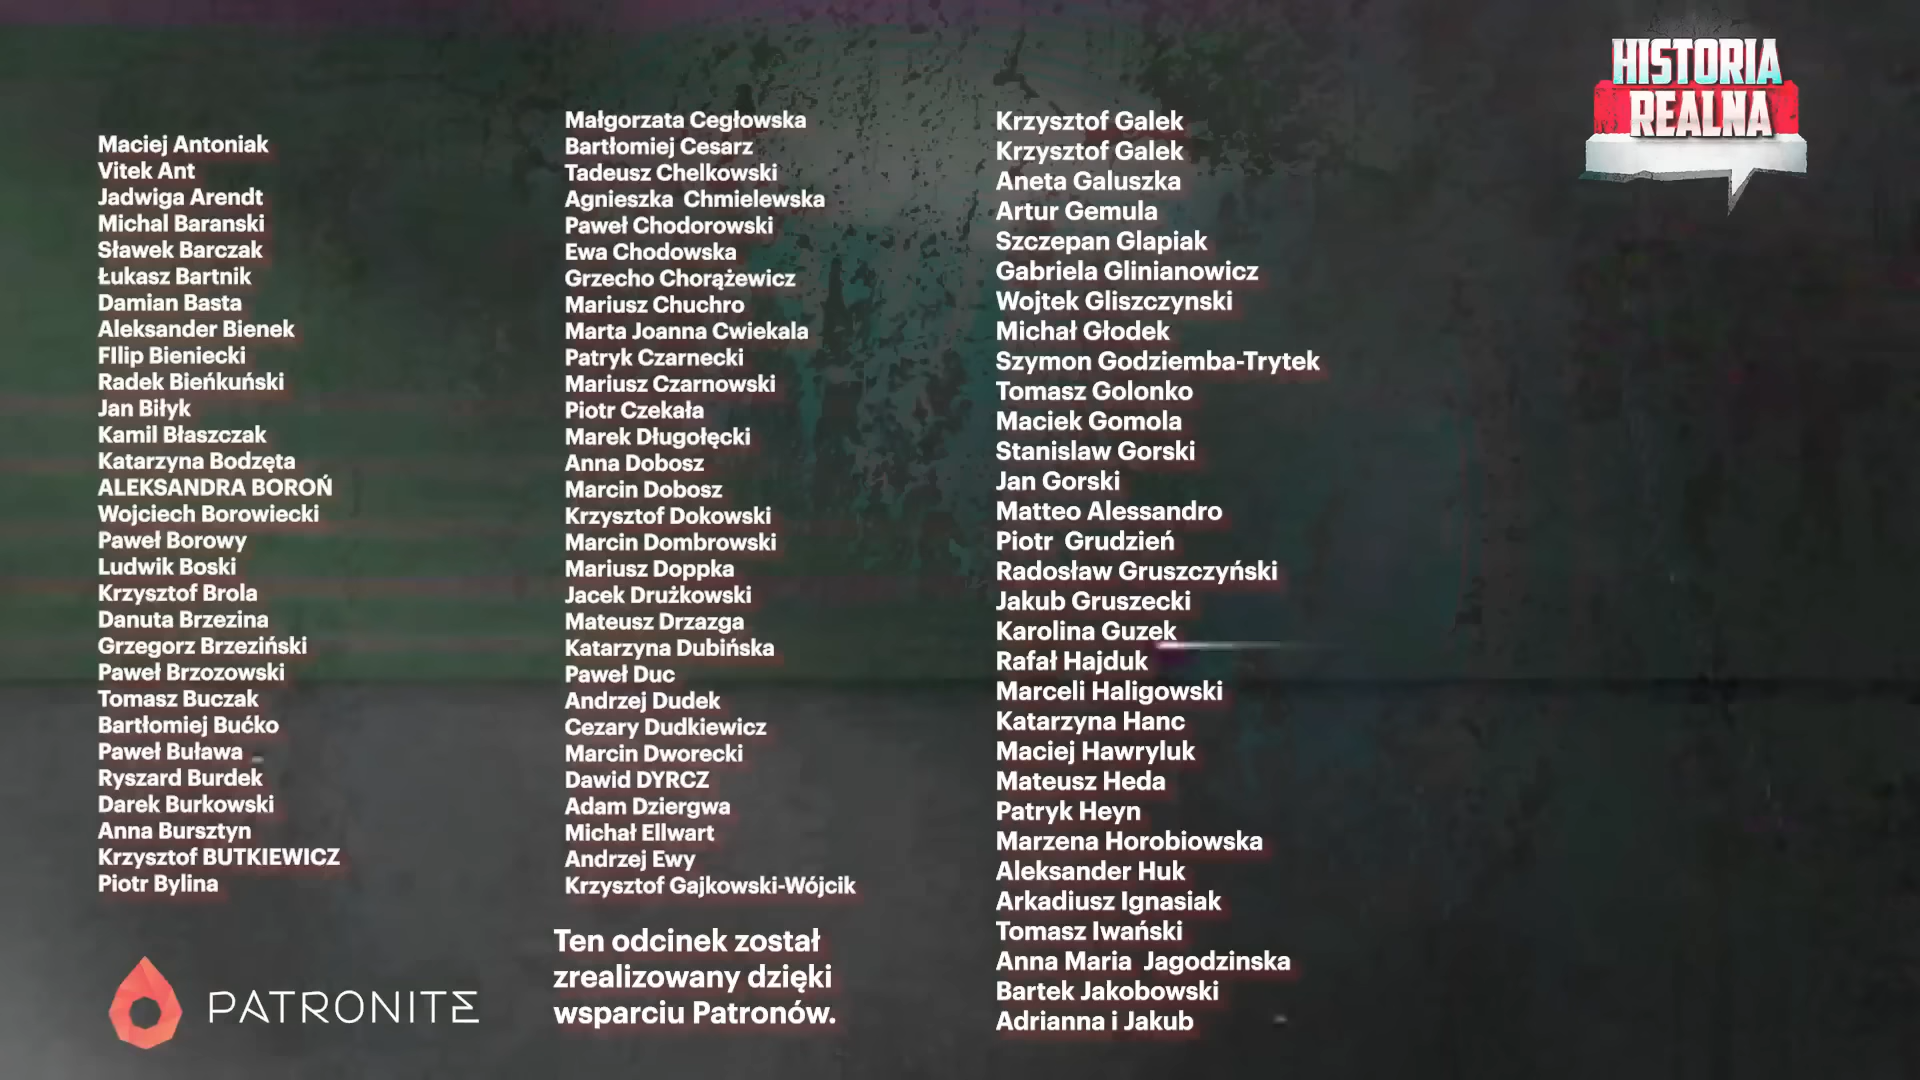 Maciej Antoniak
Vitek Ant
Jadwiga Arendt
Michal Baranski
Sławek Barczak
Łukasz Bartnik
Damian Basta
Aleksander Bienek
FIlip Bieniecki
Radek Bieńkuński
Jan Biłyk
Kamil Błaszczak
Katarzyna Bodzęta
ALEKSANDRA BOROŃ
Wojciech Borowiecki
Paweł Borowy
Ludwik Boski
Krzysztof Brola
Danuta Brzezina
Grzegorz Brzeziński
Paweł Brzozowski
Tomasz Buczak
Bartłomiej Bućko
Paweł Buława
Ryszard Burdek
Darek Burkowski
Anna Bursztyn
Krzysztof BUTKIEWICZ
Piotr Bylina
PATRONITE
Małgorzata Cegłowska
Bartłomiej Cesarz
Tadeusz Chelkowski
Agnieszka  Chmielewska
Paweł Chodorowski
Ewa Chodowska
Grzecho Chorążewicz
Mariusz Chuchro
Marta Joanna Cwiekala
Patryk Czarnecki
Mariusz Czarnowski
Piotr Czekała
Marek Długołęcki
Anna Dobosz
Marcin Dobosz
Krzysztof Dokowski
Marcin Dombrowski
Mariusz Doppka
Jacek Drużkowski
Mateusz Drzazga
Katarzyna Dubińska
Paweł Duc
Andrzej Dudek
Cezary Dudkiewicz
Marcin Dworecki
Dawid DYRCZ
Adam Dziergwa
Michał Ellwart
Andrzej Ewy
Krzysztof Gajkowski-Wójcik
Ten odcinek został
zrealizowany dzięki
wsparciu Patronów.
Krzysztof Galek
Krzysztof Galek
Aneta Galuszka
Artur Gemula
Szczepan Glapiak
Gabriela Glinianowicz
Wojtek Gliszczynski
Michał Głodek
Szymon Godziemba-Trytek
Tomasz Golonko
Maciek Gomola
Stanislaw Gorski
Jan Gorski
Matteo Alessandro
Piotr  Grudzień
Radosław Gruszczyński
Jakub Gruszecki
Karolina Guzek
Rafał Hajduk
Marceli Haligowski
Katarzyna Hanc
Maciej Hawryluk
Mateusz Heda
Patryk Heyn
Marzena Horobiowska
Aleksander Huk
Arkadiusz Ignasiak
Tomasz Iwański
Anna Maria  Jagodzinska
Bartek Jakobowski
Adrianna i Jakub
HISTORIA
REALNA